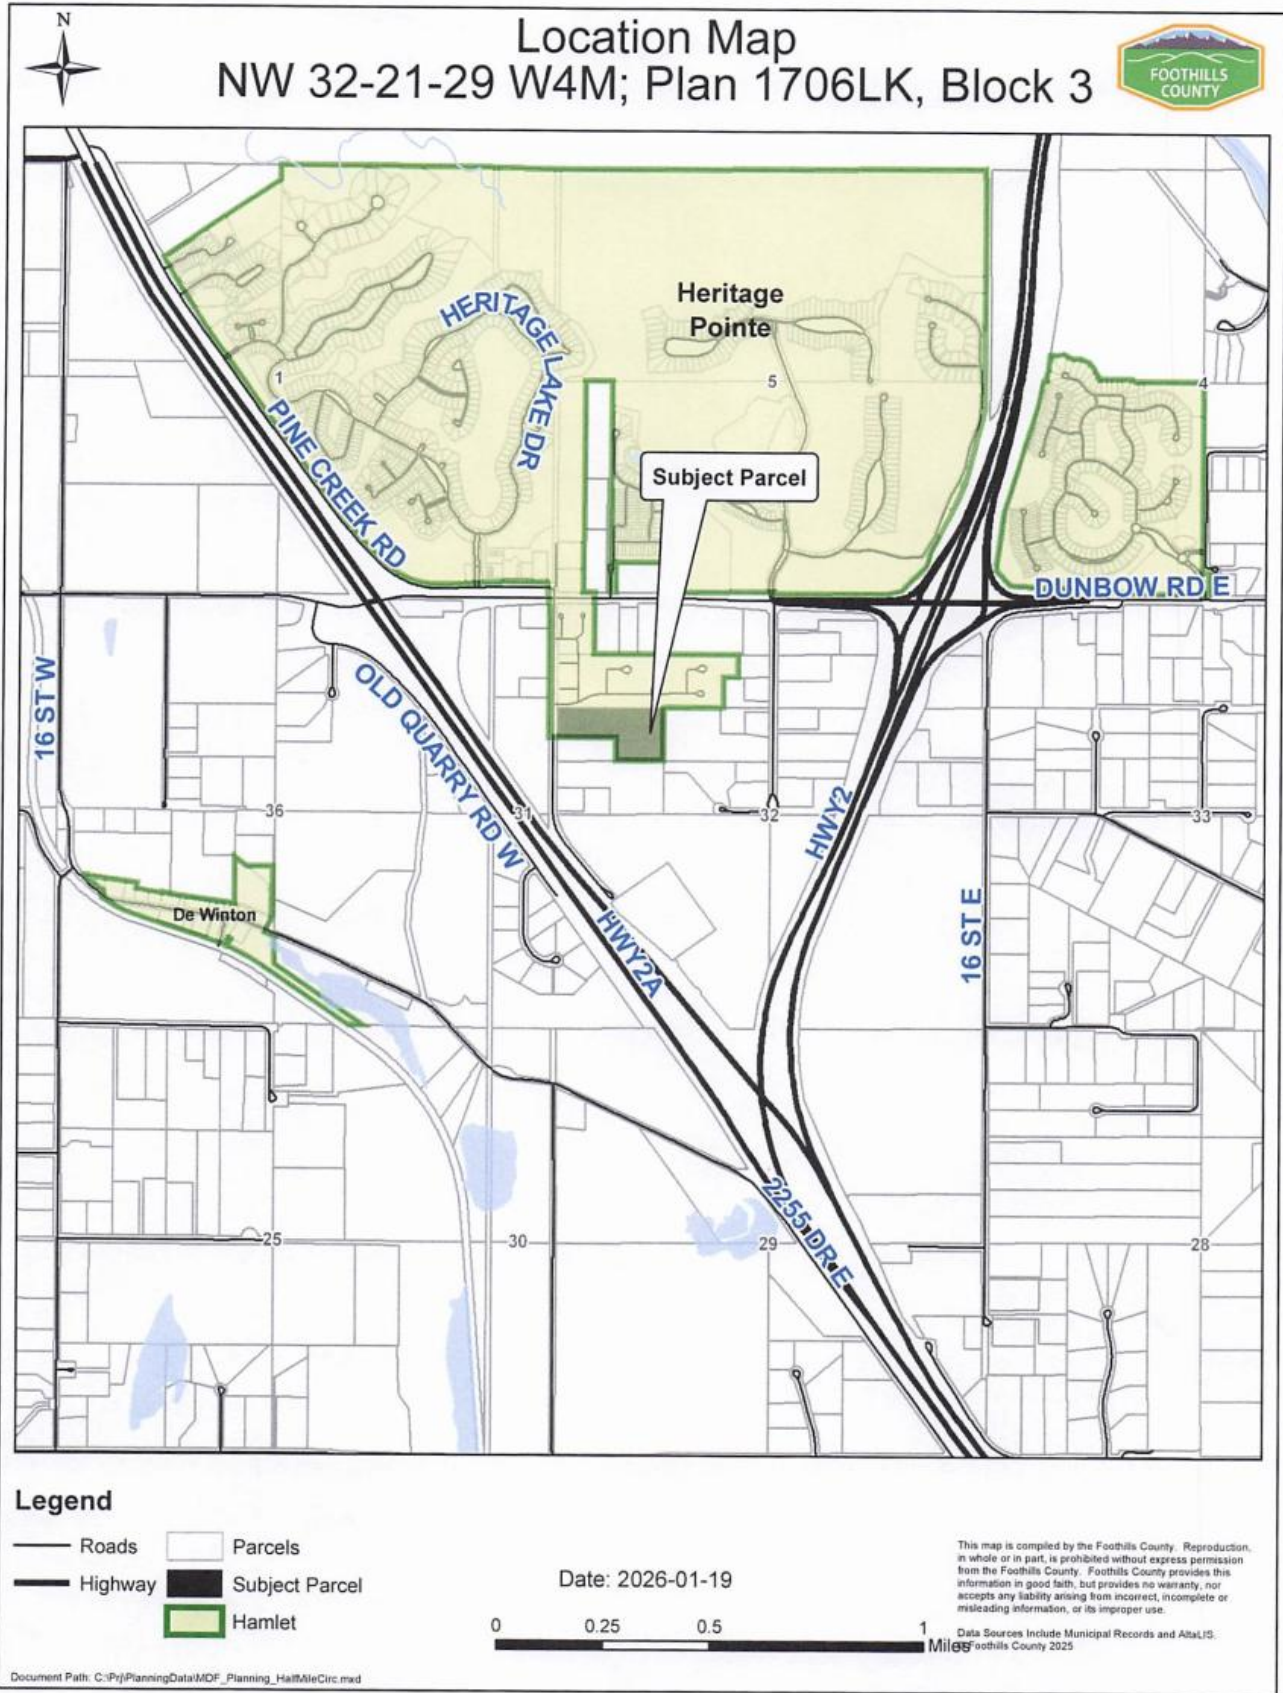 N
Location Map
NW 32-21-29 W4M; Plan 1706LK, Block 3
FOOTHILLS
COUNTY
HERITAGE LAKE DR
Heritage
Pointe
1
5
4
PINE CREEK RD
Subject Parcel
DUNBOW RD E
16 ST W
OLD QUARRY RD W
36
31
32
33
HWY2
De Winton
HWY2A
16 ST E
2255 DR E
25
30
29
28
Legend
Roads
Parcels
Highway
Subject Parcel
Hamlet
Date: 2026-01-19
0 0.25 0.5 1
Miles
This map is compiled by the Foothills County. Reproduction,
in whole or in part, is prohibited without express permission
from the Foothills County. Foothills County provides this
information in good faith, but provides no warranty, nor
accepts any liability arising from incorrect, incomplete or
misleading information, or its improper use.
Data Sources Include Municipal Records and AltaLIS.
© Foothills County 2025
Document Path: C:\Prj\PlanningData\MDF_Planning_HalfMileCirc.mxd